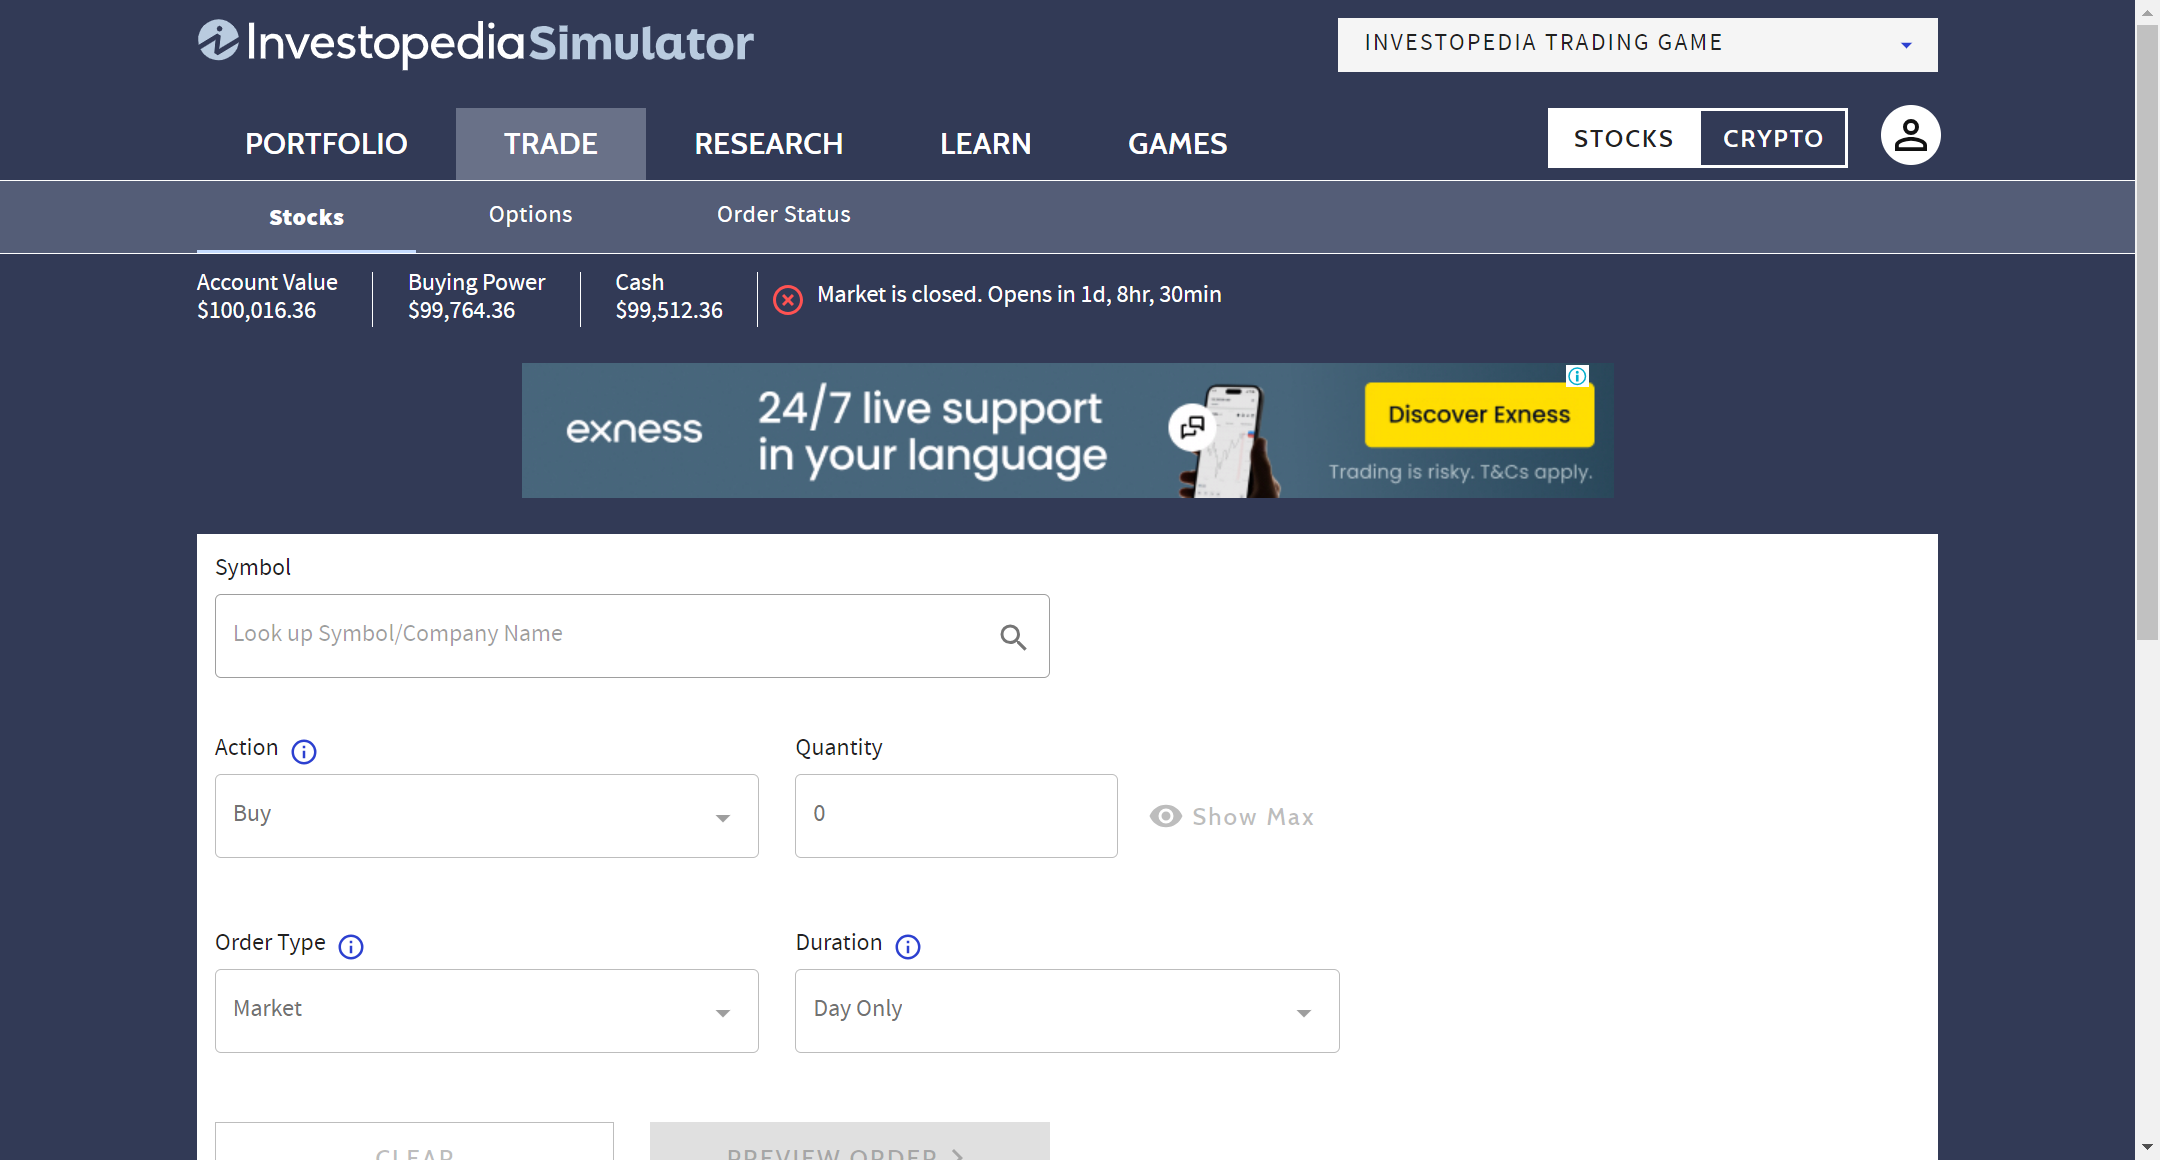 InvestopediaSimulator
INVESTOPEDIA TRADING GAME
PORTFOLIO
TRADE
RESEARCH
LEARN
GAMES
STOCKS
CRYPTO
Stocks
Options
Order Status
Account Value
$100,016.36
Buying Power
$99,764.36
Cash
$99,512.36
Market is closed. Opens in 1d, 8hr, 30min
exness
24/7 live support
in your language
Discover Exness
Trading is risky. T&Cs apply.
Symbol
Look up Symbol/Company Name
Action
Buy
Quantity
0
Show Max
Order Type
Market
Duration
Day Only
CLEAR
PREVIEW ORDER